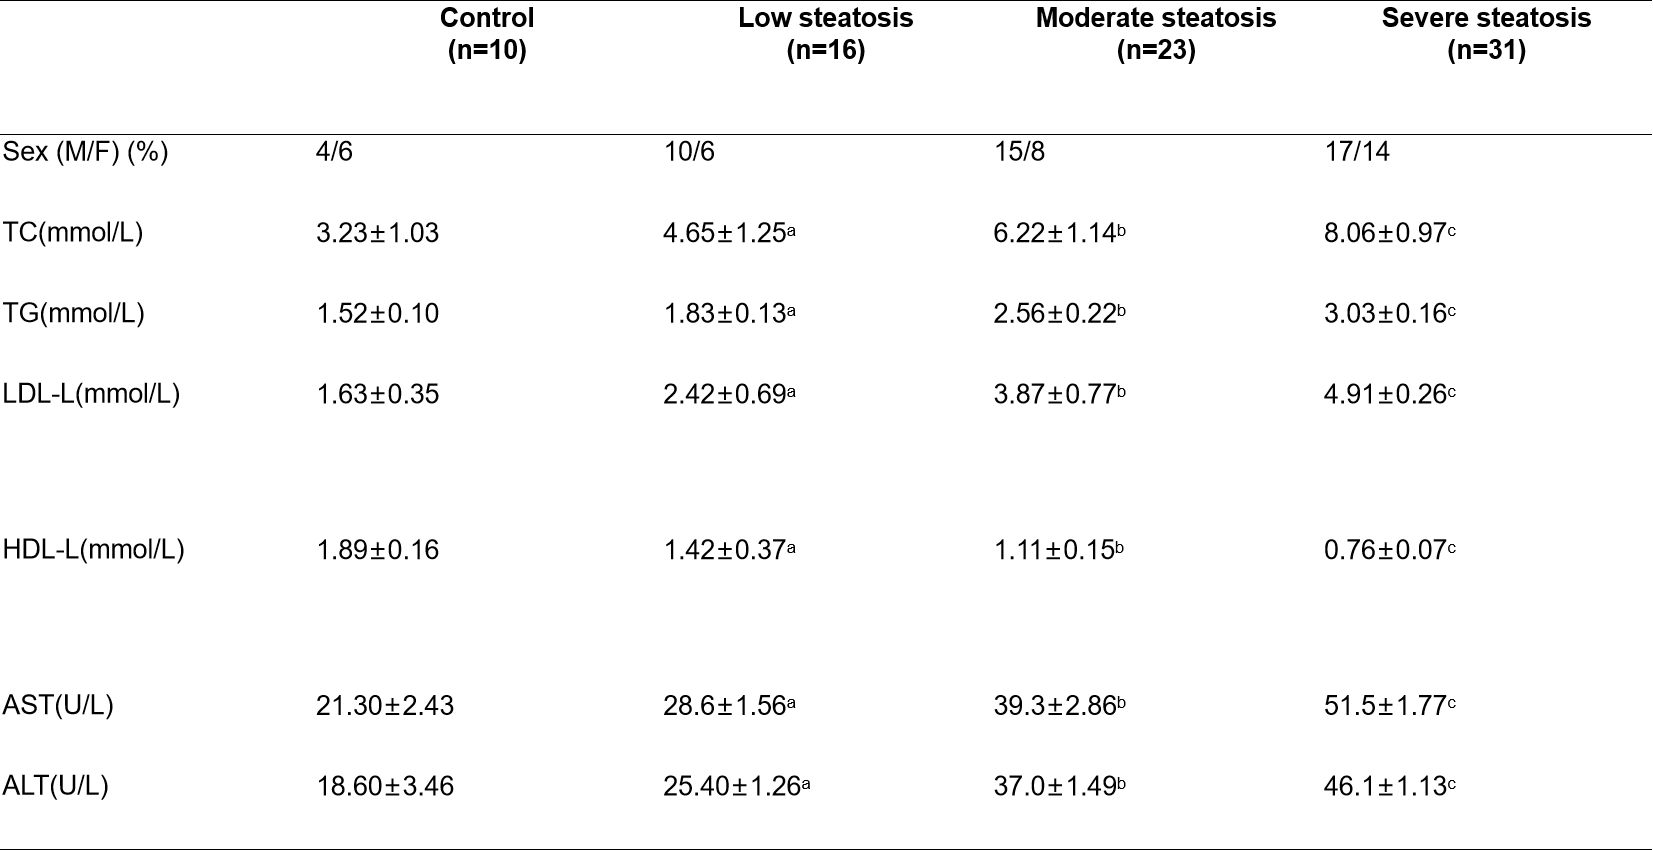 Control Low steatosis Moderate steatosis Severe steatosis
(n=10) (n=16) (n=23) (n=31)
Sex (M/F) (%) 4/6 10/6 15/8 17/14
TC(mmol/L) 3.23±1.03 4.65±1.25a 6.22±1.14b 8.06±0.97c
TG(mmol/L) 1.52±0.10 1.83±0.13a 2.56±0.22b 3.03±0.16c
LDL-L(mmol/L) 1.63±0.35 2.42±0.69a 3.87±0.77b 4.91±0.26c
HDL-L(mmol/L) 1.89±0.16 1.42±0.37a 1.11±0.15b 0.76±0.07c
AST(U/L) 21.30±2.43 28.6±1.56a 39.3±2.86b 51.5±1.77c
ALT(U/L) 18.60±3.46 25.40±1.26a 37.0±1.49b 46.1±1.13c